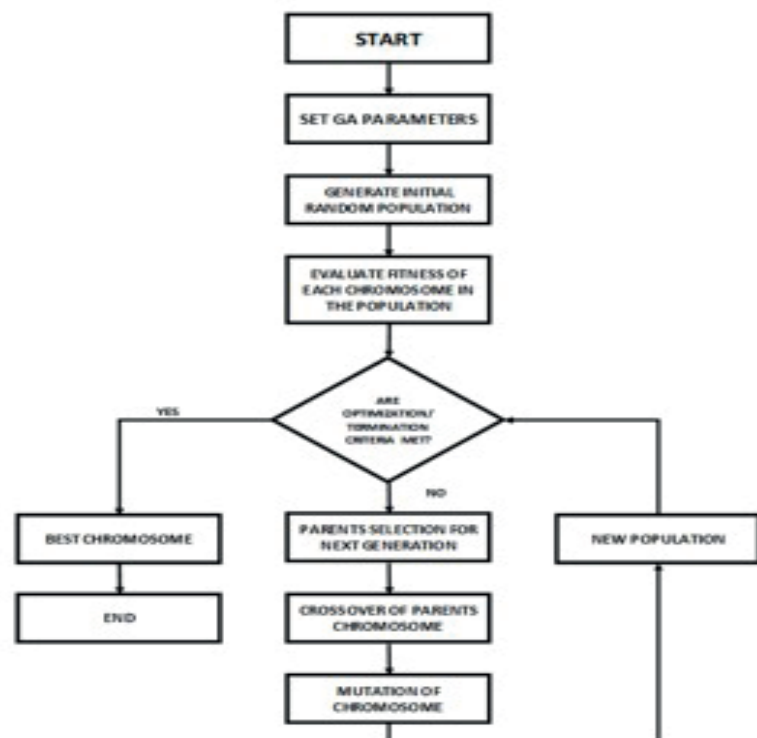 START
SET GA PARAMETERS
GENERATE INITIAL
RANDOM POPULATION
EVALUATE FITNESS OF
EACH CHROMOSOME IN
THE POPULATION
ARE
OPTIMIZATION/
TERMINATION
CRITERIA MET?
YES
NO
BEST CHROMOSOME
END
PARENTS SELECTION FOR
NEXT GENERATION
CROSSOVER OF PARENTS
CHROMOSOME
MUTATION OF
CHROMOSOME
NEW POPULATION